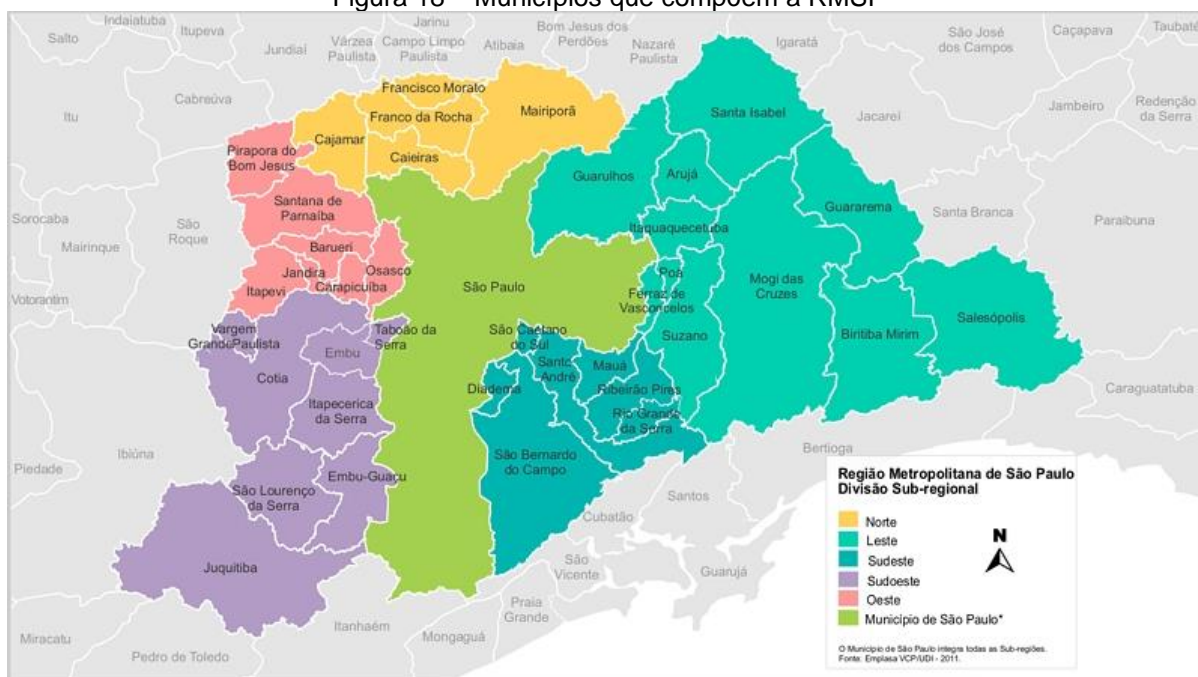 Figura 18 – Municípios que compõem a RMSP
Salto
Indaiatuba
Itupeva
Jundiaí
Várzea
Paulista
Jarinu
Campo Limpo
Paulista
Atibaia
Bom Jesus dos
Perdões
Nazaré
Paulista
Igaratá
São José
dos Campos
Caçapava
Taubaté
Itu
Cabreúva
Francisco Morato
Franco da Rocha
Mairiporã
Cajamar
Caieiras
Santa Isabel
Jacareí
Jambeiro
Redenção
da Serra
Pirapora do
Bom Jesus
Guarulhos
Arujá
Santana de
Parnaíba
Guararema
Santa Branca
Paraibuna
Sorocaba
Mairinque
São
Roque
Itaquaquecetuba
Barueri
Osasco
Jandira
Carapicuíba
Itapevi
São Paulo
Poá
Ferraz de
Vasconcelos
Mogi das
Cruzes
Votorantim
Vargem
Grande Paulista
Taboão da
Serra
São Caetano
do Sul
Suzano
Biritiba Mirim
Salesópolis
Embu
Cotia
Santo
André
Mauá
Diadema
Ribeirão Pires
Caraguatatuba
Itapecerica
da Serra
Rio Grande
da Serra
Piedade
Ibiúna
São Bernardo
do Campo
Bertioga
Embu-Guaçu
São Lourenço
da Serra
Santos
Cubatão
Juquitiba
São
Vicente
Guarujá
Praia
Grande
Itanhaém
Mongaguá
Miracatu
Pedro de Toledo
Região Metropolitana de São Paulo
Divisão Sub-regional
Norte
Leste
Sudeste
Sudoeste
Oeste
Município de São Paulo*
N
O Município de São Paulo integra todas as Sub-regiões.
Fonte: Emplasa VCP/UDI - 2011.